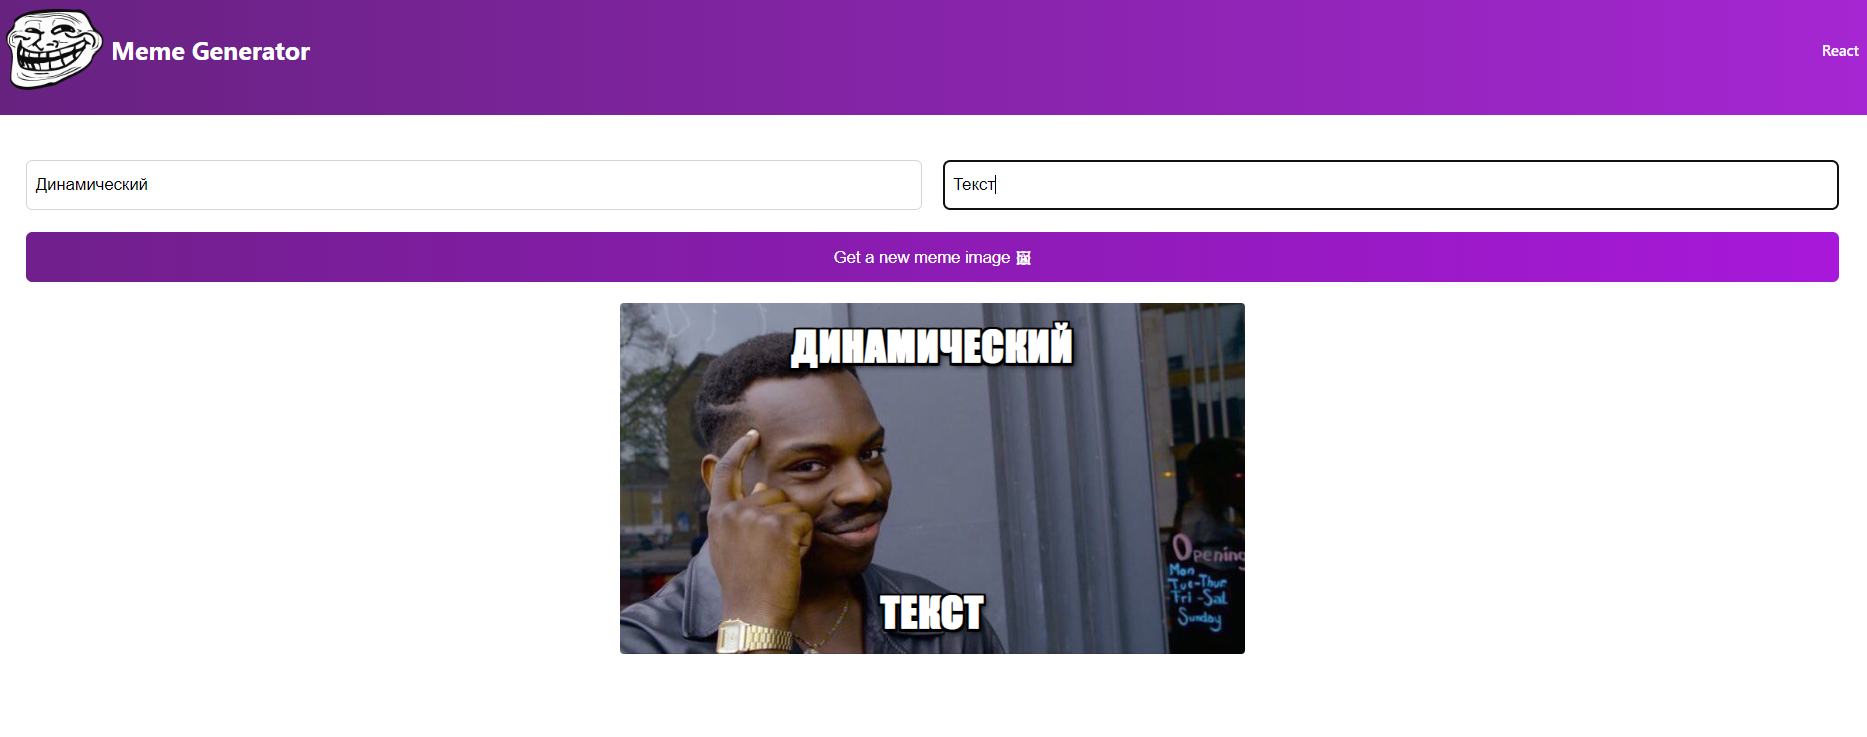 Meme Generator
React
Динамический
Текст
Get a new meme image 🖼
ДИНАМИЧЕСКИЙ
ТЕКСТ
Opening
Mon
Tue-Thur
Fri -Sat
Sunday